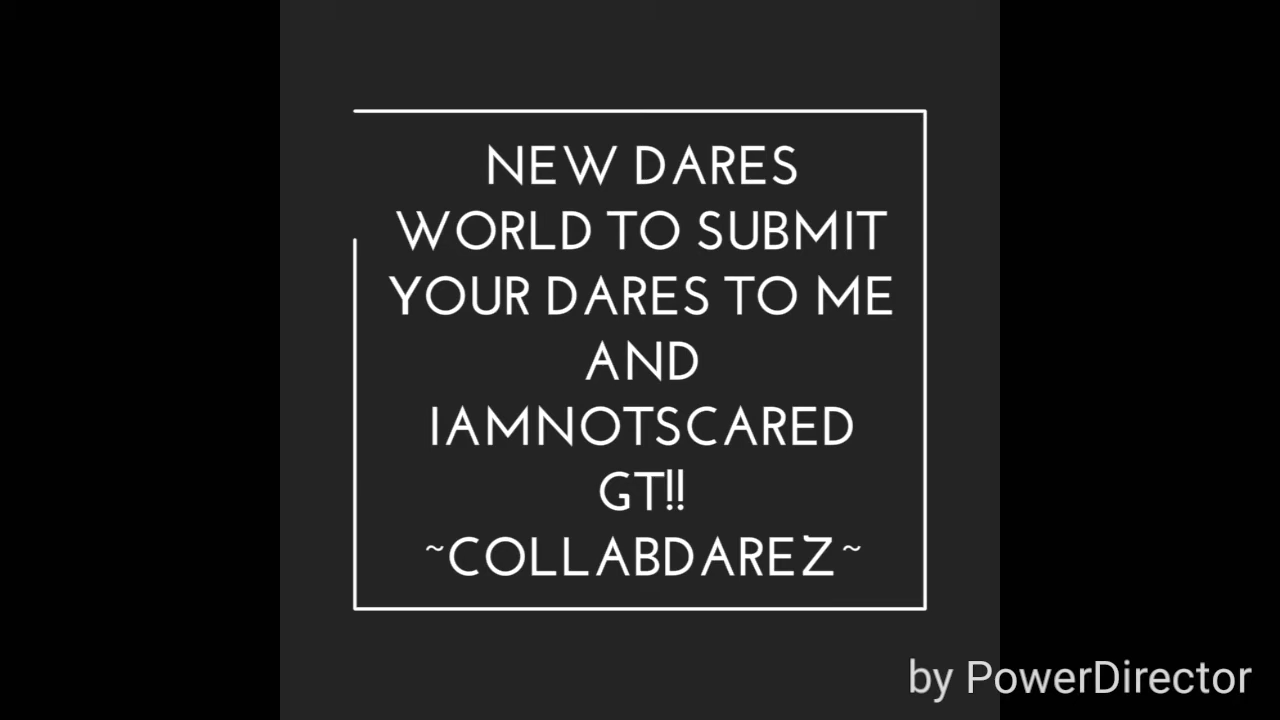 NEW DARES
WORLD TO SUBMIT
YOUR DARES TO ME
AND
IAMNOTSCARED
GT!!
~COLLABDAREZ~
by PowerDirector